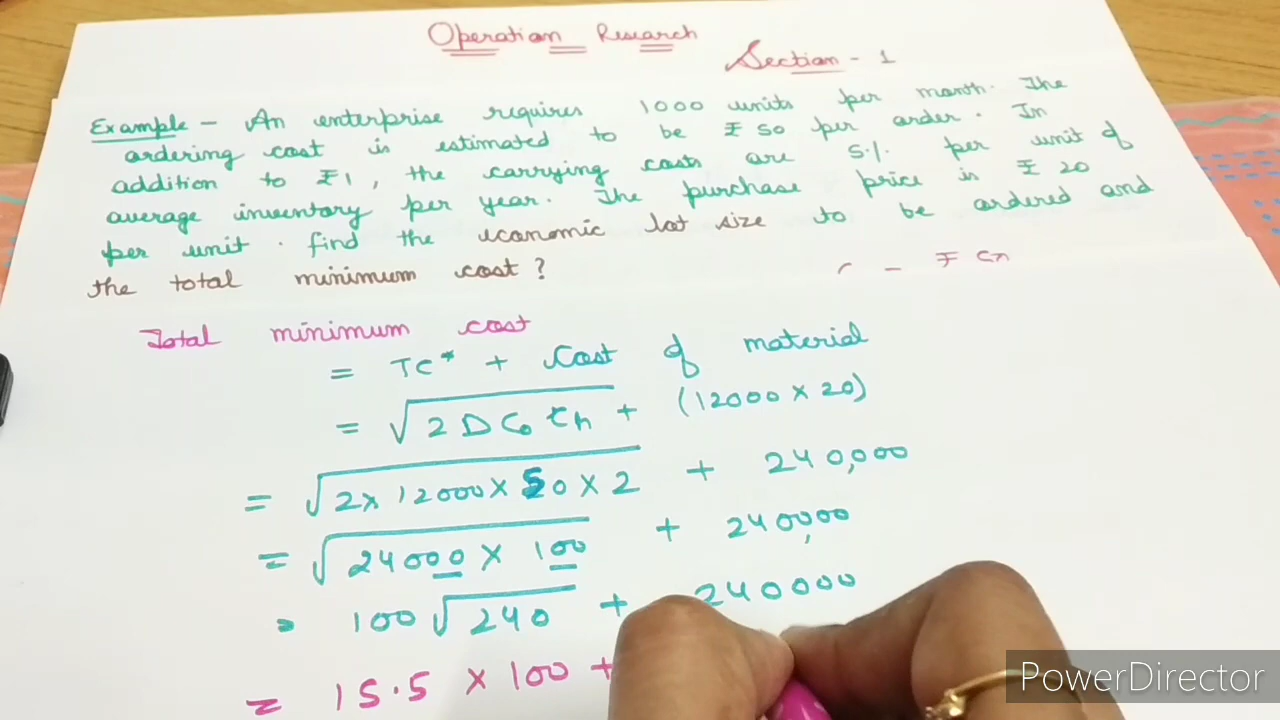 Operation Research
Section - 1
Example - An enterprise requires 1000 units per month. The
ordering cost is estimated to be ₹ 50 per order. In
addition to ₹1, the carrying costs are 5% per unit of
average inventory per year. The purchase price is ₹ 20
per unit. find the economic lot size to be ordered and
the total minimum cost?
Total minimum cost
= TC* + Cost of material
= √2DCoCh + (12000 × 20)
= √2× 12000× 50×2 + 240,000
= √24000 × 100 + 240,000
= 100√240 + 240000
= 15.5 × 100 +
PowerDirector